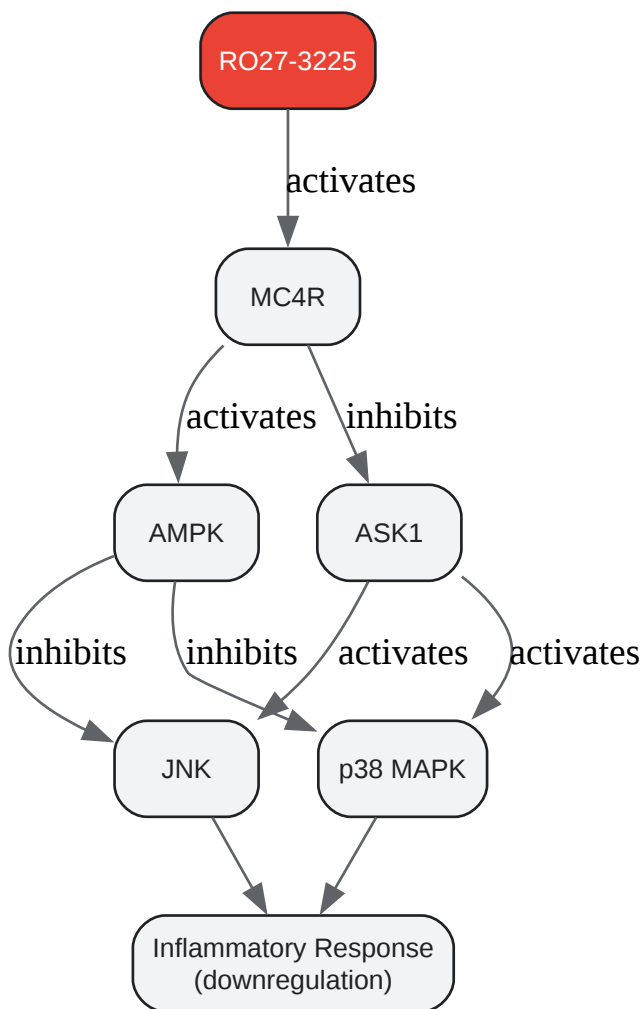 RO27-3225
activates
MC4R
activates
inhibits
AMPK
ASK1
inhibits
inhibits
activates
activates
JNK
p38 MAPK
Inflammatory Response
(downregulation)